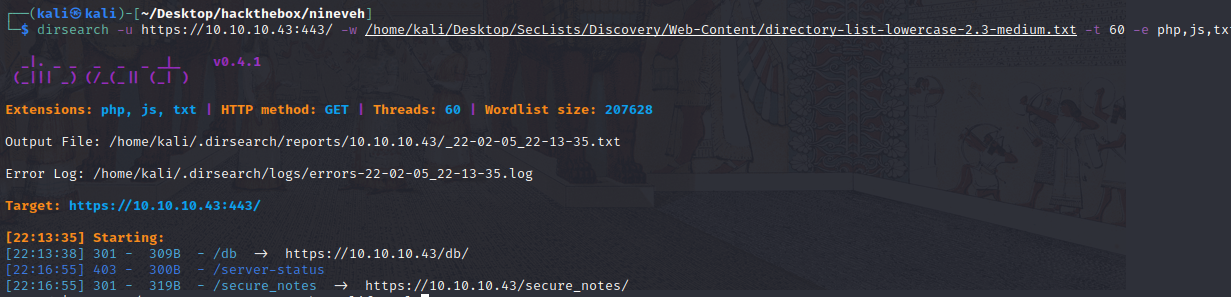 ┌──(kali㉿kali)-[~/Desktop/hackthebox/nineveh]
└─$ dirsearch -u https://10.10.10.43:443/ -w /home/kali/Desktop/SecLists/Discovery/Web-Content/directory-list-lowercase-2.3-medium.txt -t 60 -e php,js,txt
v0.4.1
Extensions: php, js, txt | HTTP method: GET | Threads: 60 | Wordlist size: 207628
Output File: /home/kali/.dirsearch/reports/10.10.10.43/_22-02-05_22-13-35.txt
Error Log: /home/kali/.dirsearch/logs/errors-22-02-05_22-13-35.log
Target: https://10.10.10.43:443/
[22:13:35] Starting:
[22:13:38] 301 - 309B - /db -> https://10.10.10.43/db/
[22:16:55] 403 - 300B - /server-status
[22:16:55] 301 - 319B - /secure_notes -> https://10.10.10.43/secure_notes/